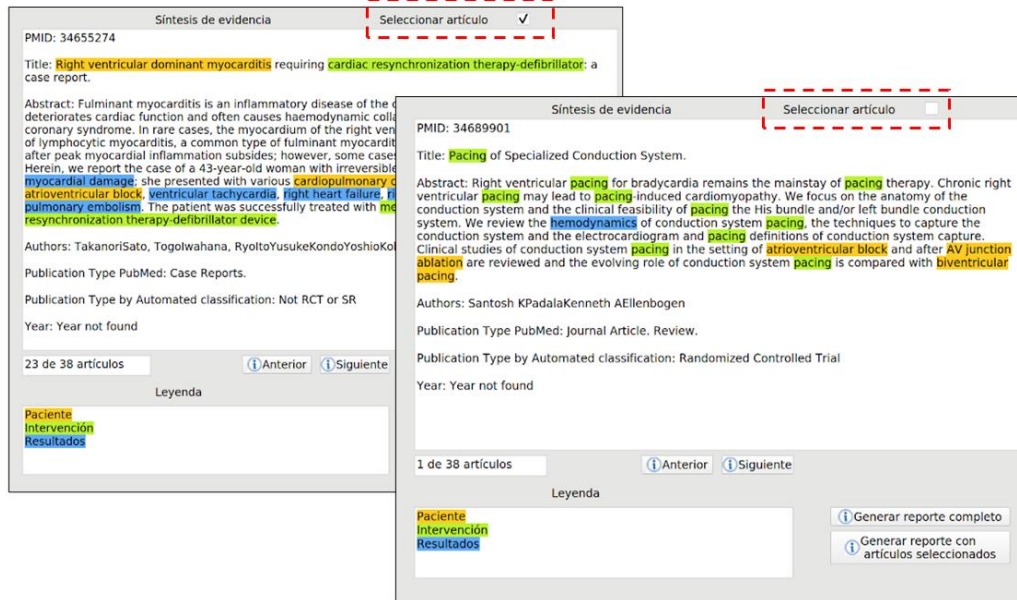 Síntesis de evidencia
Seleccionar artículo
PMID: 34655274
Title: Right ventricular dominant myocarditis requiring cardiac resynchronization therapy-defibrillator: a
case report.
Abstract: Fulminant myocarditis is an inflammatory disease of the
deteriorates cardiac function and often causes haemodynamic
coronary syndrome. In rare cases, the myocardium of the right
of lymphocytic myocarditis, a common type of fulminant
after peak myocardial inflammation subsides; however, some
Herein, we report the case of a 43-year-old woman with irreversible
myocardial damage; she presented with various cardiopulmonary
atrioventricular block, ventricular tachycardia, right heart failure,
pulmonary embolism. The patient was successfully treated with
resynchronization therapy-defibrillator device.
Authors: TakanoriSato, TogoIwahana,
Publication Type PubMed: Case Reports.
Publication Type by Automated classification: Not RCT or SR
Year: Year not found
23 de 38 artículos
Anterior
Siguiente
Leyenda
Paciente
Intervención
Resultados
Síntesis de evidencia
Seleccionar artículo
PMID: 34689901
Title: Pacing of Specialized Conduction System.
Abstract: Right ventricular pacing for bradycardia remains the mainstay of pacing therapy. Chronic right
ventricular pacing may lead to pacing-induced cardiomyopathy. We focus on the anatomy of the
conduction system and the clinical feasibility of pacing the His bundle and/or left bundle conduction
system. We review the hemodynamics of conduction system pacing, the techniques to capture the
conduction system and the electrocardiogram and pacing definitions of conduction system capture.
Clinical studies of conduction system pacing in the setting of atrioventricular block and after AV junction
ablation are reviewed and the evolving role of conduction system pacing is compared with biventricular
pacing.
Authors: Santosh KPadalaKenneth AEllenbogen
Publication Type PubMed: Journal Article. Review.
Publication Type by Automated classification: Randomized Controlled Trial
Year: Year not found
1 de 38 artículos
Anterior
Siguiente
Leyenda
Paciente
Intervención
Resultados
Generar reporte completo
Generar reporte con
artículos seleccionados